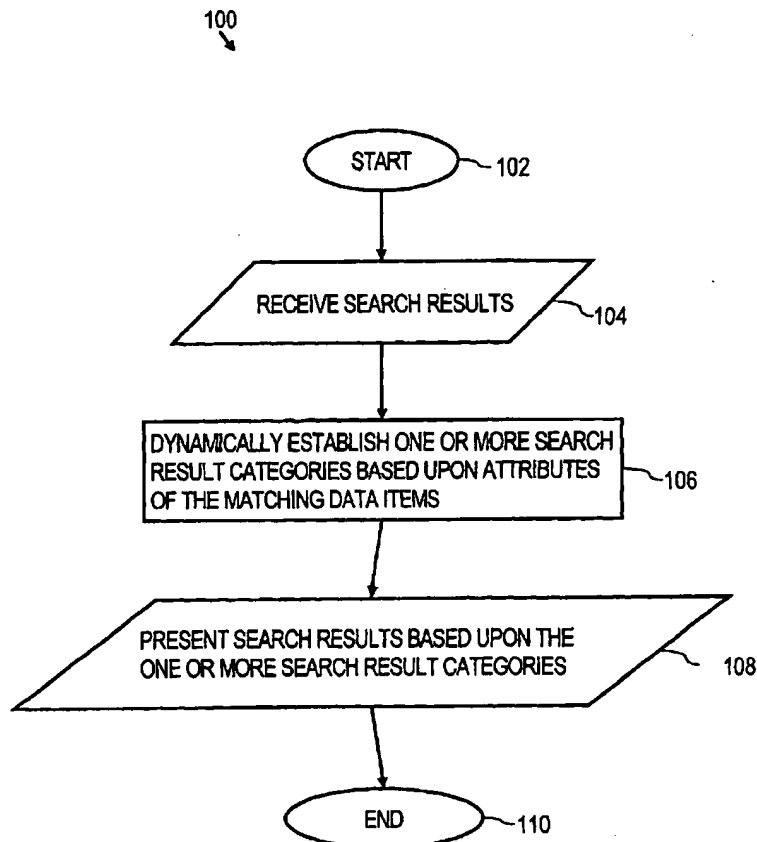 100
START
102
RECEIVE SEARCH RESULTS
104
DYNAMICALLY ESTABLISH ONE OR MORE SEARCH
RESULT CATEGORIES BASED UPON ATTRIBUTES
OF THE MATCHING DATA ITEMS
106
PRESENT SEARCH RESULTS BASED UPON THE
ONE OR MORE SEARCH RESULT CATEGORIES
108
END
110